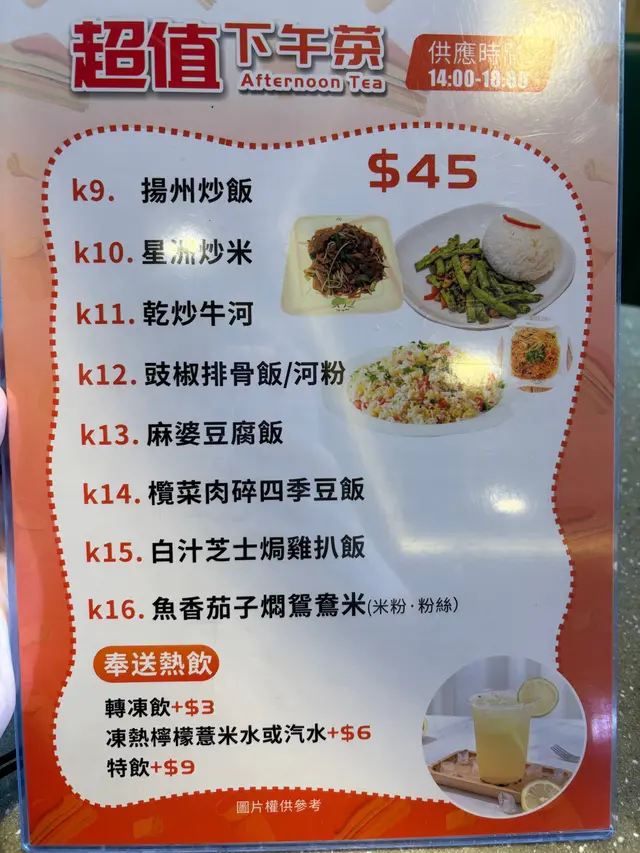 超值下午茶
Afternoon Tea
供應時間
14:00-18:00
$45
k9. 揚州炒飯
k10. 星洲炒米
k11. 乾炒牛河
k12. 豉椒排骨飯/河粉
k13. 麻婆豆腐飯
k14. 欖菜肉碎四季豆飯
k15. 白汁芝士焗雞扒飯
k16. 魚香茄子燜鴛鴦米(米粉·粉絲)
奉送熱飲
轉凍飲+$3
凍熱檸檬薏米水或汽水+$6
特飲+$9
圖片權供參考